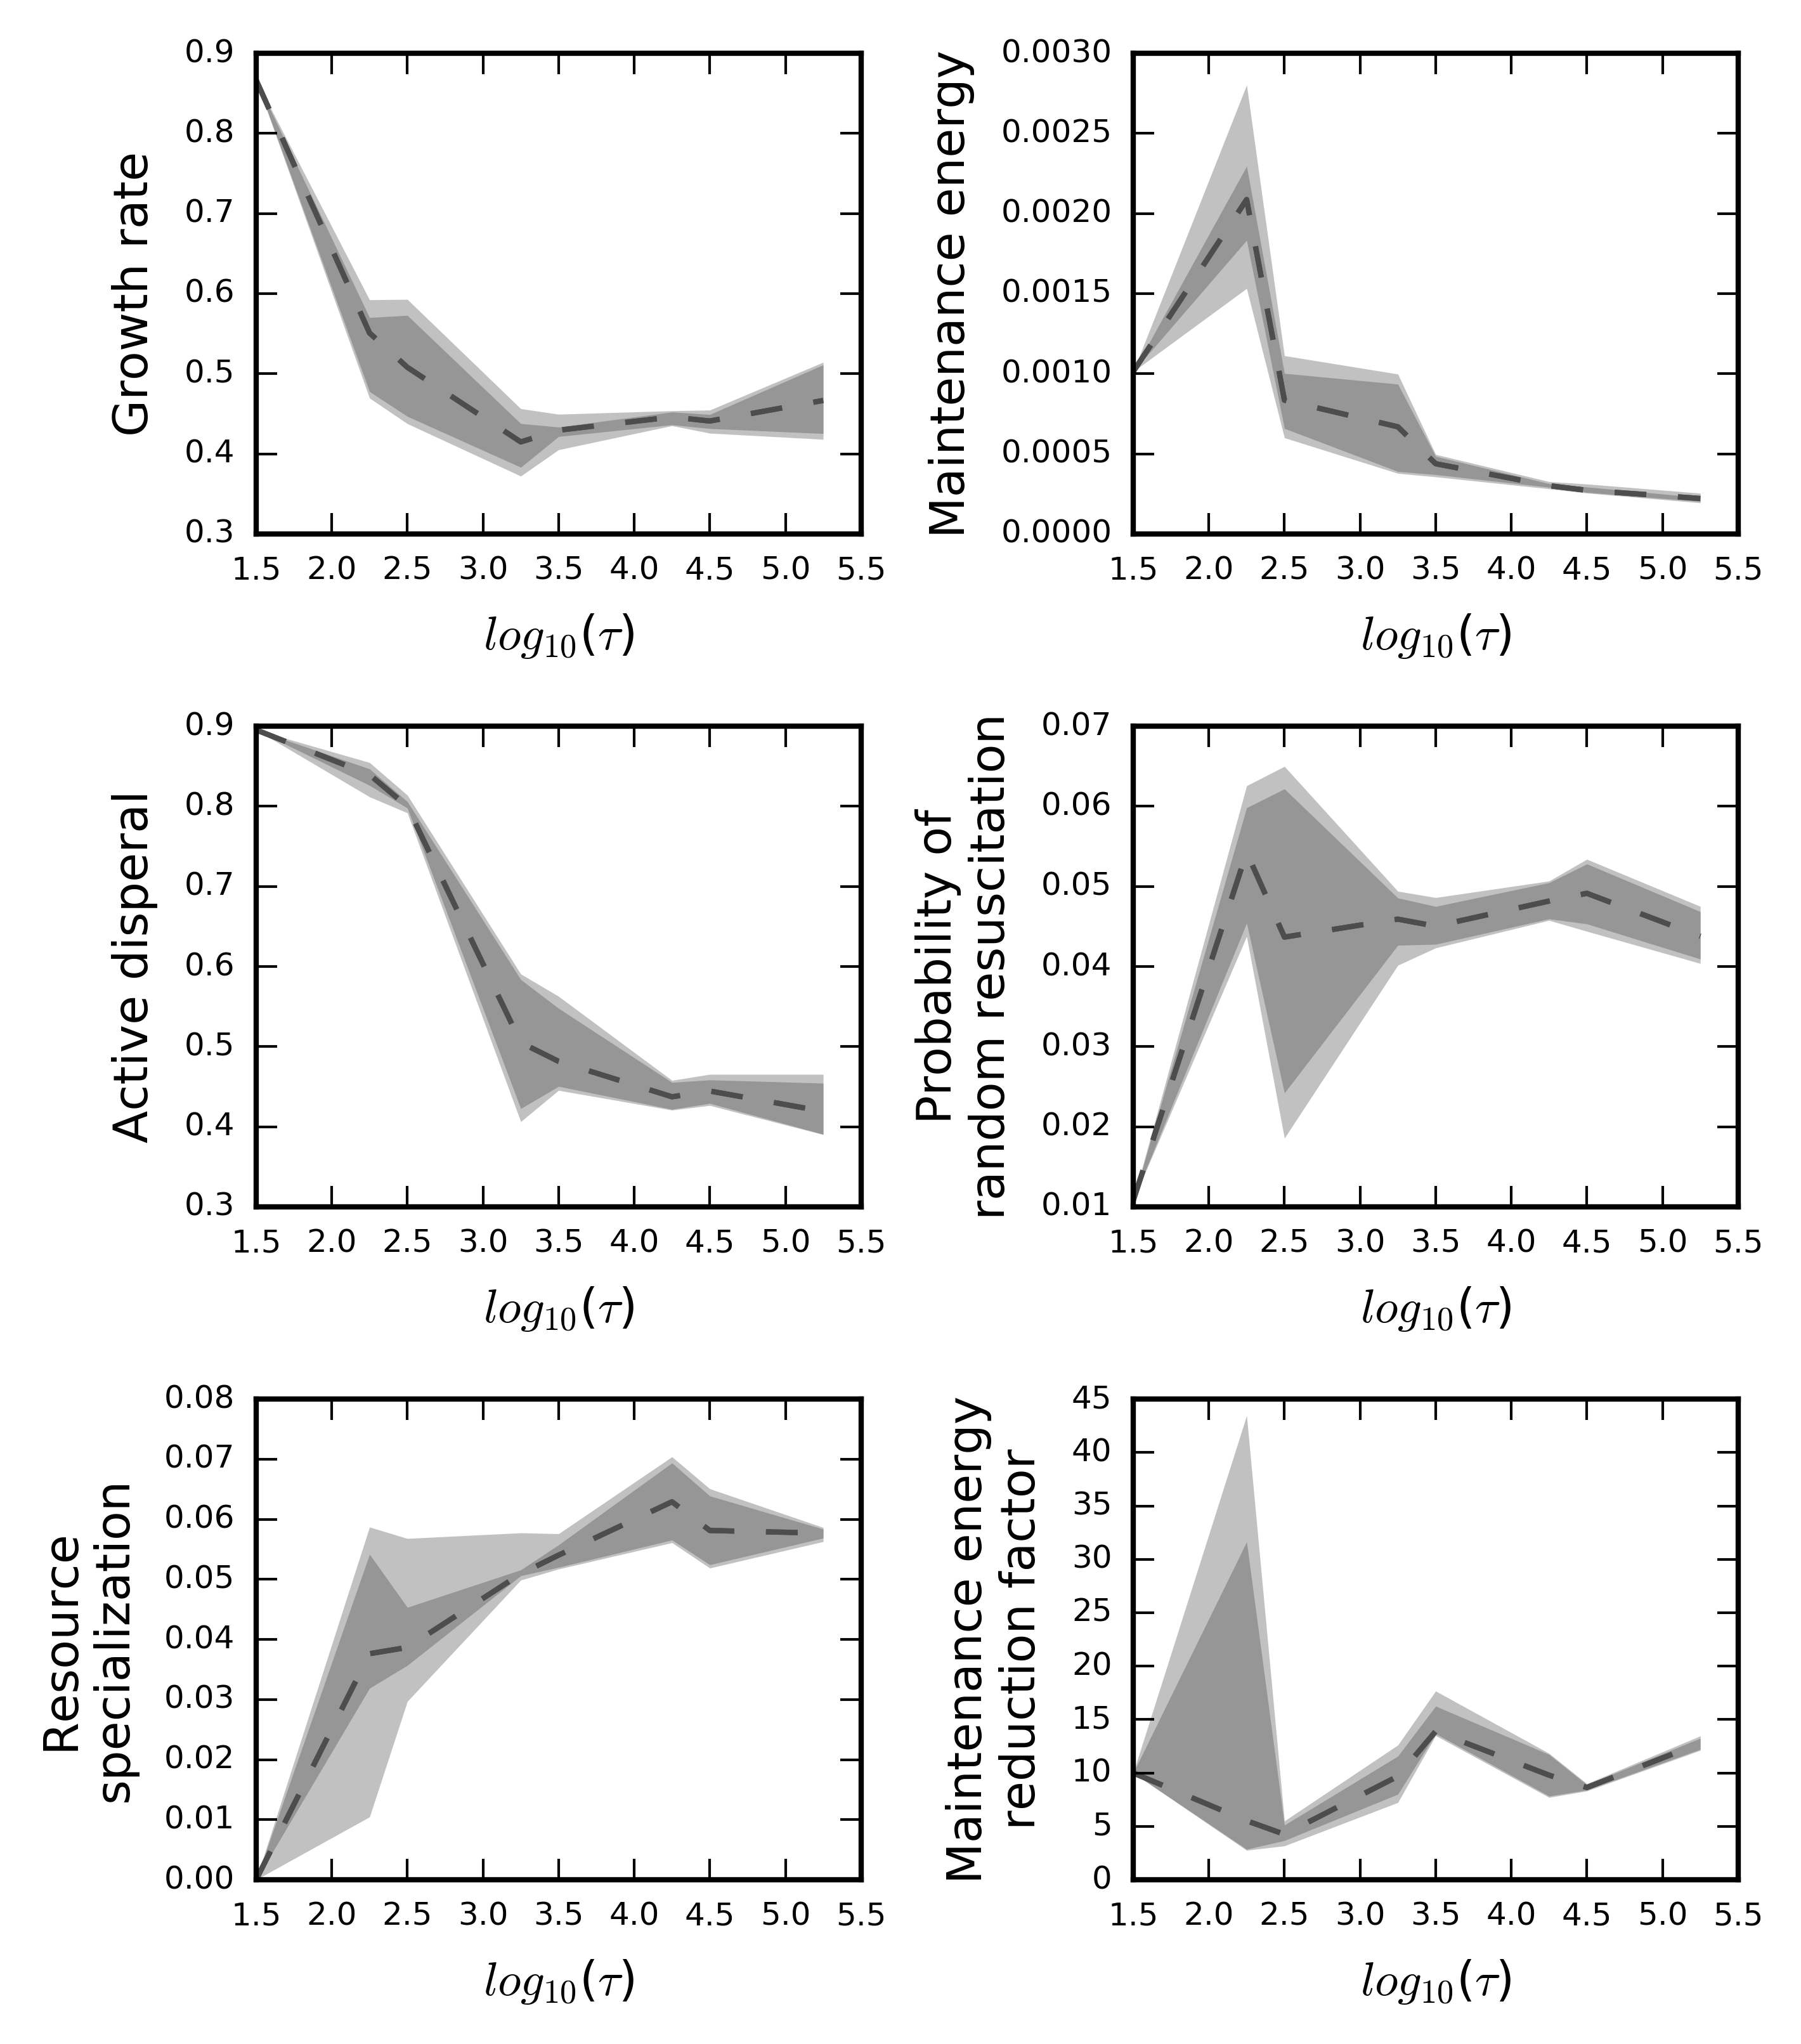 Growth rate
0.9
0.8
0.7
0.6
0.5
0.4
0.3
1.5 2.0 2.5 3.0 3.5 4.0 4.5 5.0 5.5
log10(τ)
Maintenance energy
0.0030
0.0025
0.0020
0.0015
0.0010
0.0005
0.0000
1.5 2.0 2.5 3.0 3.5 4.0 4.5 5.0 5.5
log10(τ)
Active disperal
0.9
0.8
0.7
0.6
0.5
0.4
0.3
1.5 2.0 2.5 3.0 3.5 4.0 4.5 5.0 5.5
log10(τ)
Probability of
random resuscitation
0.07
0.06
0.05
0.04
0.03
0.02
0.01
1.5 2.0 2.5 3.0 3.5 4.0 4.5 5.0 5.5
log10(τ)
Resource
specialization
0.08
0.07
0.06
0.05
0.04
0.03
0.02
0.01
0.00
1.5 2.0 2.5 3.0 3.5 4.0 4.5 5.0 5.5
log10(τ)
Maintenance energy
reduction factor
45
40
35
30
25
20
15
10
5
0
1.5 2.0 2.5 3.0 3.5 4.0 4.5 5.0 5.5
log10(τ)